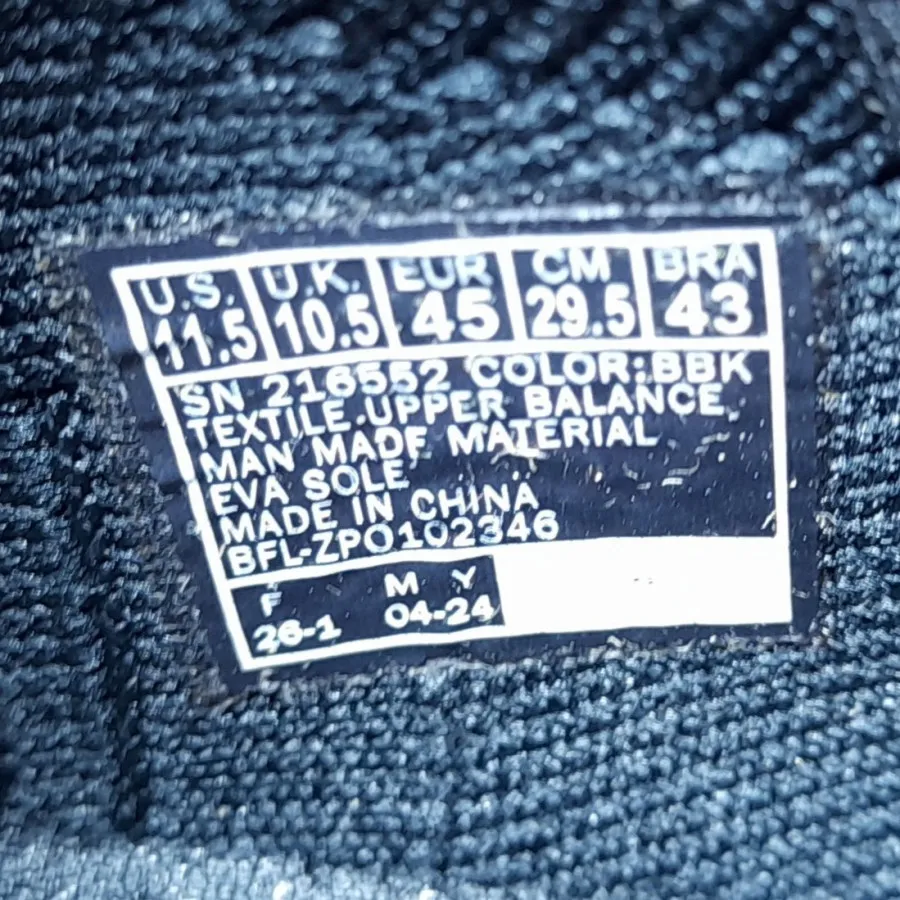 U.S. U.K. EUR CM BRA
11.5 10.5 45 29.5 43
SN 216552 COLOR:BBK
TEXTILE UPPER BALANCE
MAN MADE MATERIAL
EVA SOLE
MADE IN CHINA
BFL-ZPO102346
F M Y
26-1 04-24